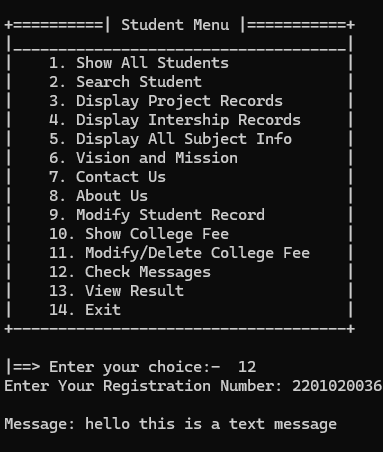 +==========| Student Menu |===========+
|_____________________________________|
|    1. Show All Students             |
|    2. Search Student                |
|    3. Display Project Records       |
|    4. Display Intership Records     |
|    5. Display All Subject Info      |
|    6. Vision and Mission            |
|    7. Contact Us                    |
|    8. About Us                      |
|    9. Modify Student Record         |
|    10. Show College Fee             |
|    11. Modify/Delete College Fee    |
|    12. Check Messages               |
|    13. View Result                  |
|    14. Exit                         |
+-------------------------------------+
|==> Enter your choice:-  12
Enter Your Registration Number: 2201020036
Message: hello this is a text message